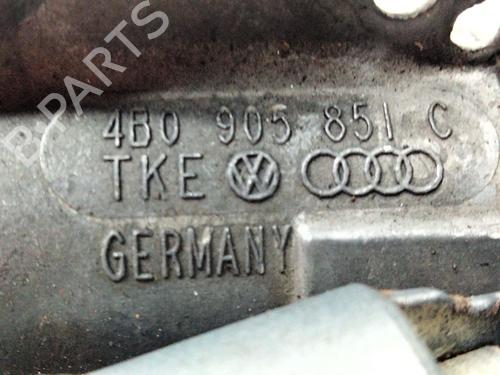 B-PARTS
4B0 905 851 C
TKE
GERMANY